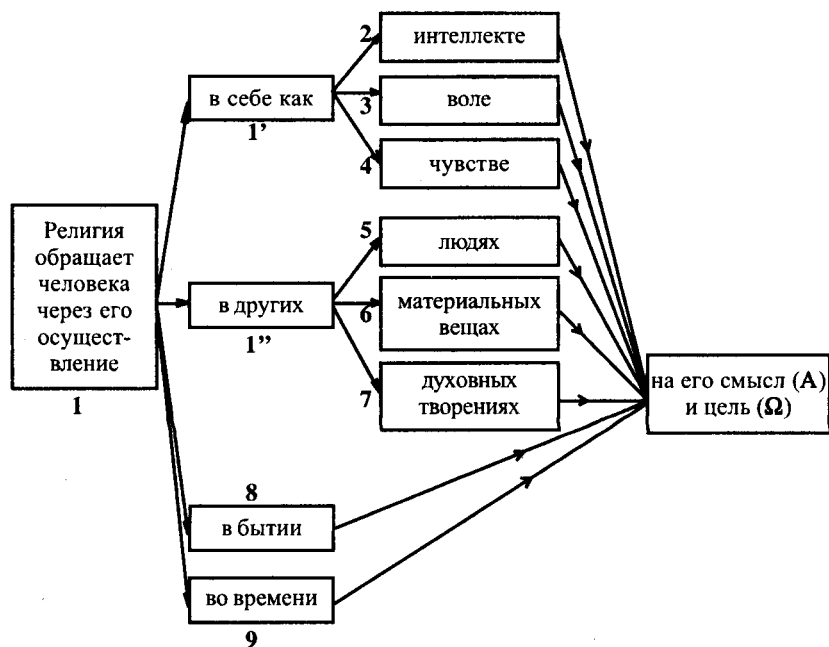 2
интеллекте
в себе как
1’
3
воле
4
чувстве
Религия
обращает
человека
через его
осущест-
вление
1
5
людях
в других
1”
6
материальных
вещах
7
духовных
творениях
на его смысл (А)
и цель (Ω)
8
в бытии
во времени
9